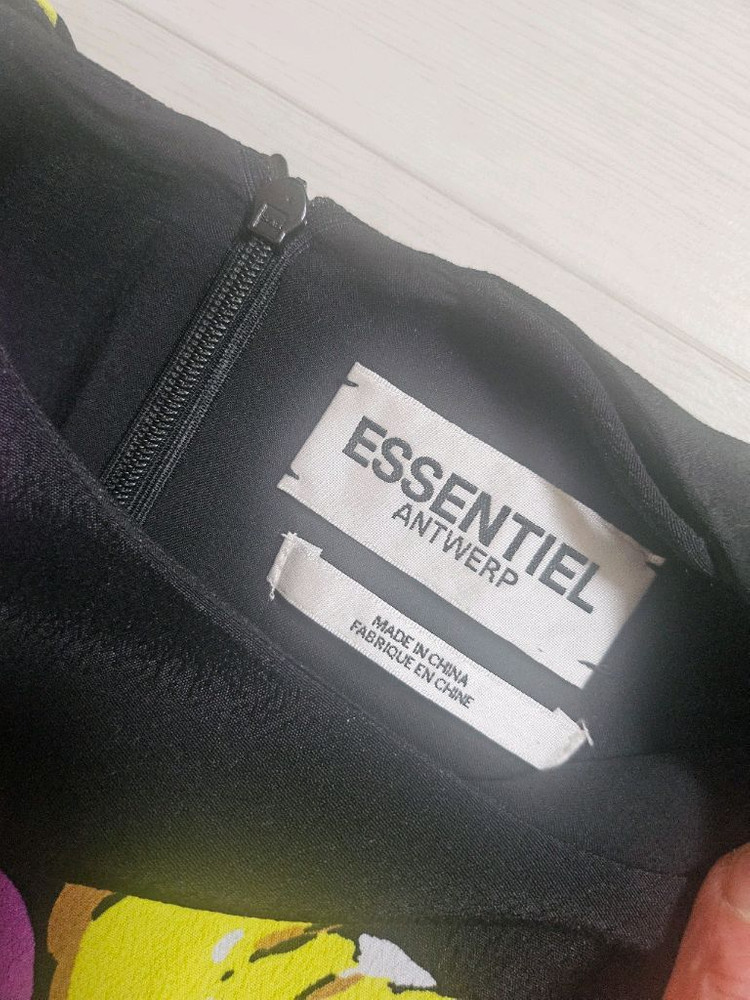 ESSENTIEL
ANTWERP
MADE IN CHINA
FABRIQUE EN CHINE